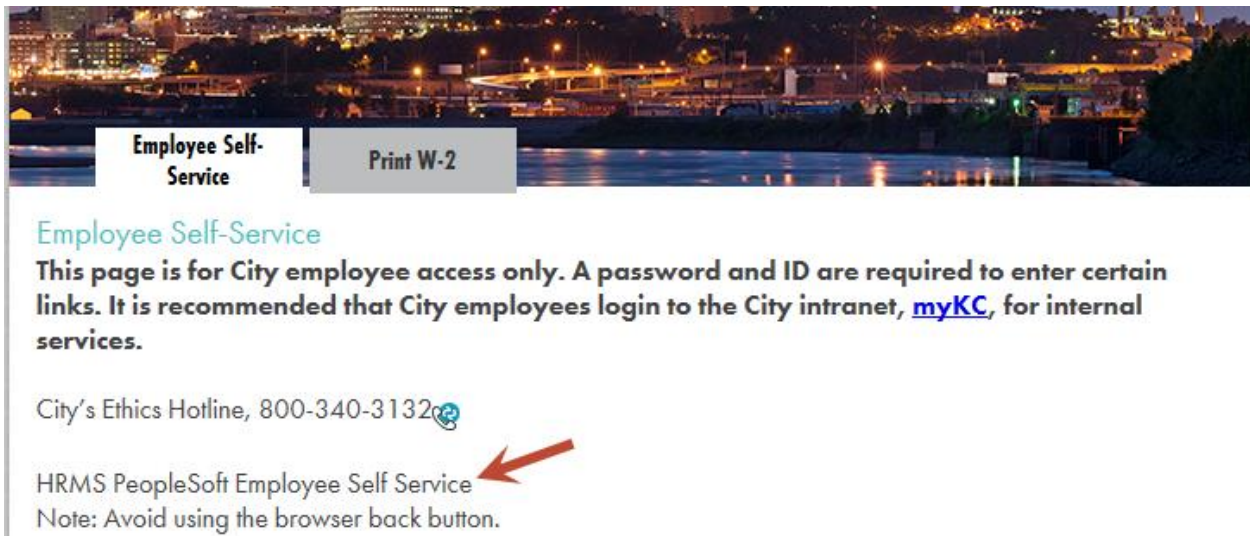 Employee Self-
Service
Print W-2
Employee Self-Service
This page is for City employee access only. A password and ID are required to enter certain
links. It is recommended that City employees login to the City intranet, myKC, for internal
services.
City's Ethics Hotline, 800-340-3132
HRMS PeopleSoft Employee Self Service
Note: Avoid using the browser back button.